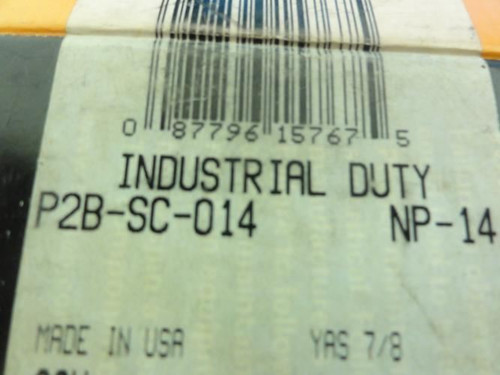 0 87796 15767 5
INDUSTRIAL DUTY
P2B-SC-014 NP-14
MADE IN USA YAS 7/8